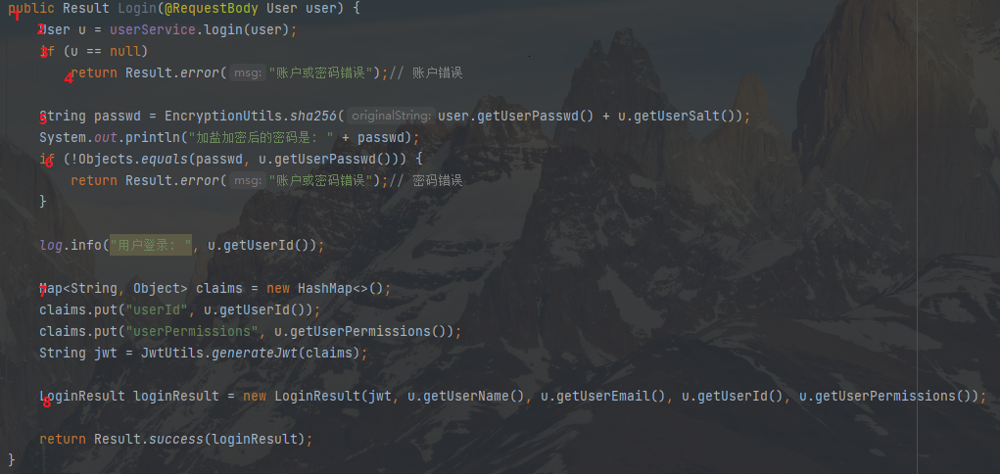 public Result Login(@RequestBody User user) {
1
2 User u = userService.login(user);
3 if (u == null)
4 return Result.error( msg: "账户或密码错误");// 账户错误
5 String passwd = EncryptionUtils.sha256( originalString: user.getUserPasswd() + u.getUserSalt());
System.out.println("加盐加密后的密码是: " + passwd);
6 if (!Objects.equals(passwd, u.getUserPasswd())) {
return Result.error( msg: "账户或密码错误");// 密码错误
}
log.info("用户登录: ", u.getUserId());
7 Map<String, Object> claims = new HashMap<>();
claims.put("userId", u.getUserId());
claims.put("userPermissions", u.getUserPermissions());
String jwt = JwtUtils.generateJwt(claims);
8 LoginResult loginResult = new LoginResult(jwt, u.getUserName(), u.getUserEmail(), u.getUserId(), u.getUserPermissions());
return Result.success(loginResult);
}